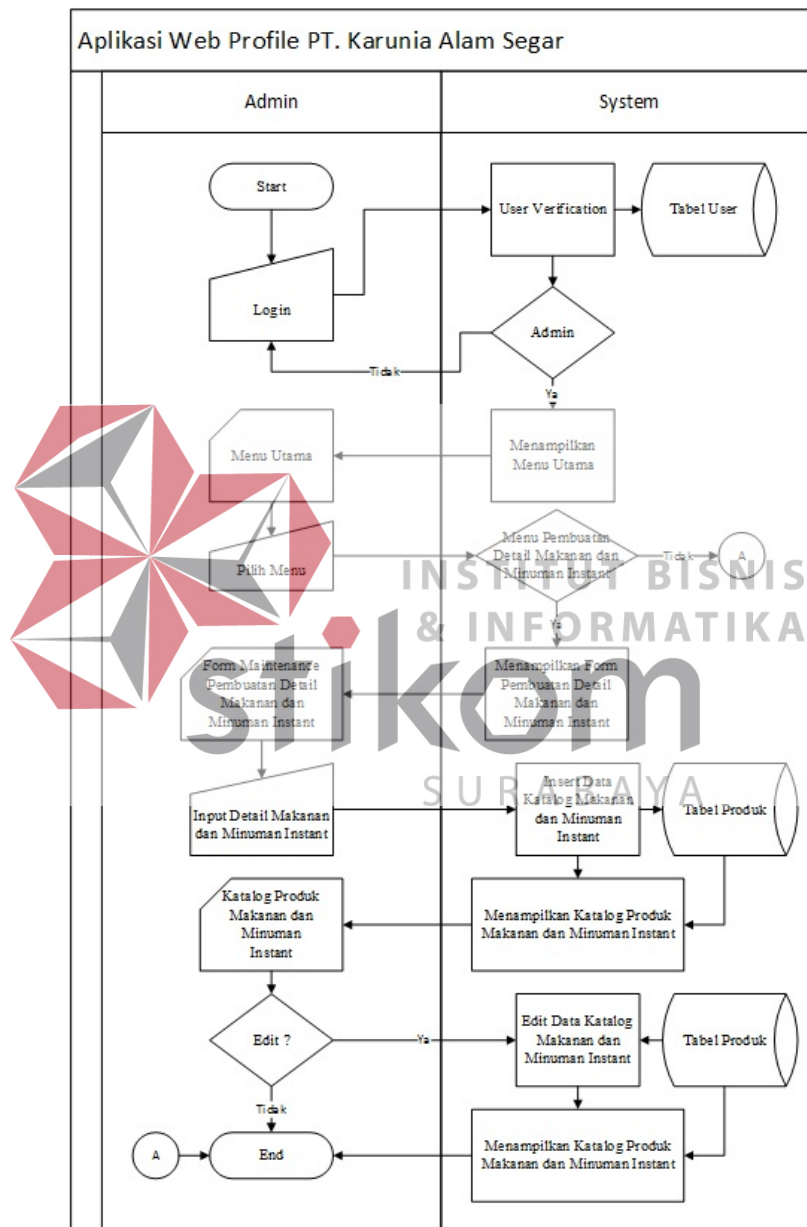 Aplikasi Web Profile PT. Karunia Alam Segar
Admin
System
Start
User Verification
Tabel User
Login
Admin
Tidak
Ya
Menu Utama
Menampilkan
Menu Utama
Pilih Menu
Menu Pembuatan
Detail Makanan dan
Minuman Instant
Tidak
A
INSTITUT BISNIS
& INFORMATIKA
Ya
Form Maintenance
Pembuatan Detail
Makanan dan
Minuman Instant
Menampilkan Form
Pembuatan Detail
Makanan dan
Minuman Instant
stikom
SURABAYA
Input Detail Makanan
dan Minuman Instant
Insert Data
Katalog Makanan
dan Minuman
Instant
Tabel Produk
Katalog Produk
Makanan dan
Minuman
Instant
Menampilkan Katalog Produk
Makanan dan Minuman Instant
Edit ?
Ya
Edit Data Katalog
Makanan dan
Minuman Instant
Tabel Produk
Tidak
A
End
Menampilkan Katalog Produk
Makanan dan Minuman Instant